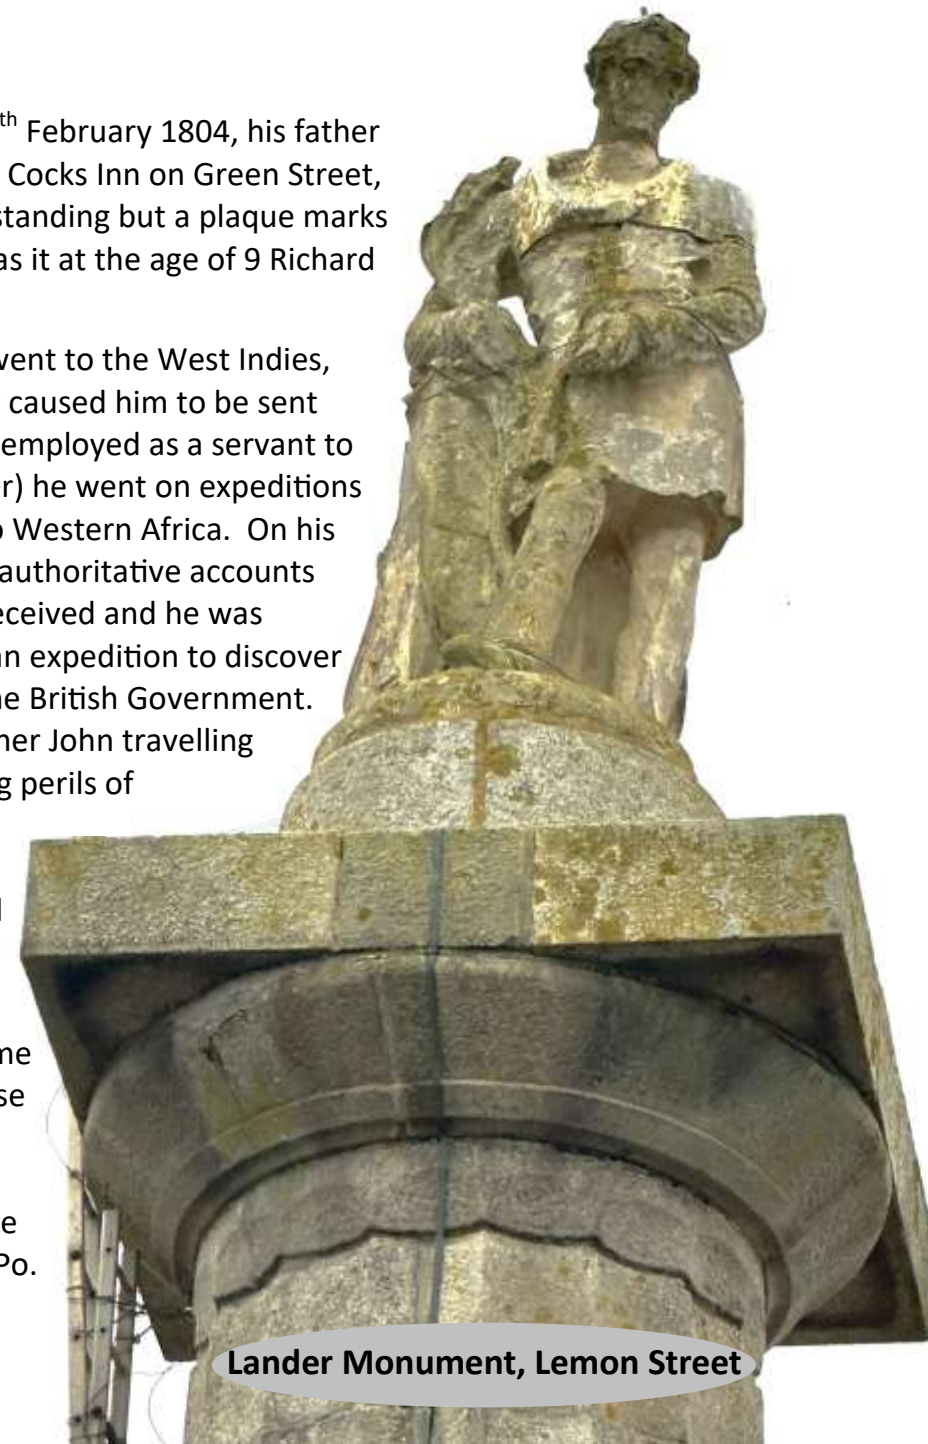 th February 1804, his father
Cocks Inn on Green Street,
standing but a plaque marks
as it at the age of 9 Richard
went to the West Indies,
caused him to be sent
employed as a servant to
er) he went on expeditions
Western Africa.  On his
authoritative accounts
eceived and he was
an expedition to discover
he British Government.
her John travelling
g perils of
me
se
e
Po.
Lander Monument, Lemon Street